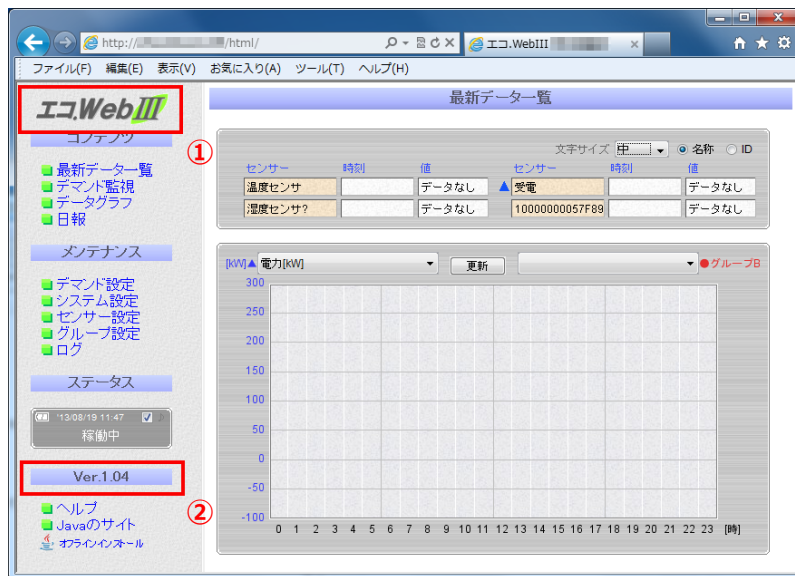 http:// /html/
エコ.WebIII
ファイル(F) 編集(E) 表示(V) お気に入り(A) ツール(T) ヘルプ(H)
エコ.WebIII
コンテンツ
最新データ一覧
デマンド監視
データグラフ
日報
メンテナンス
デマンド設定
システム設定
センサー設定
グループ設定
ログ
ステータス
'13/08/19 11:47
稼働中
Ver.1.04
ヘルプ
Javaのサイト
オフラインインストール
①
②
最新データ一覧
文字サイズ 中 名称 ID
センサー 時刻 値 センサー 時刻 値
温度センサ データなし ▲ 受電 データなし
湿度センサ? データなし 10000000057F89 データなし
[kW]▲ 電力[kW] 更新 ●グループB
300
250
200
150
100
50
0
-50
-100
0 1 2 3 4 5 6 7 8 9 10 11 12 13 14 15 16 17 18 19 20 21 22 23 [時]